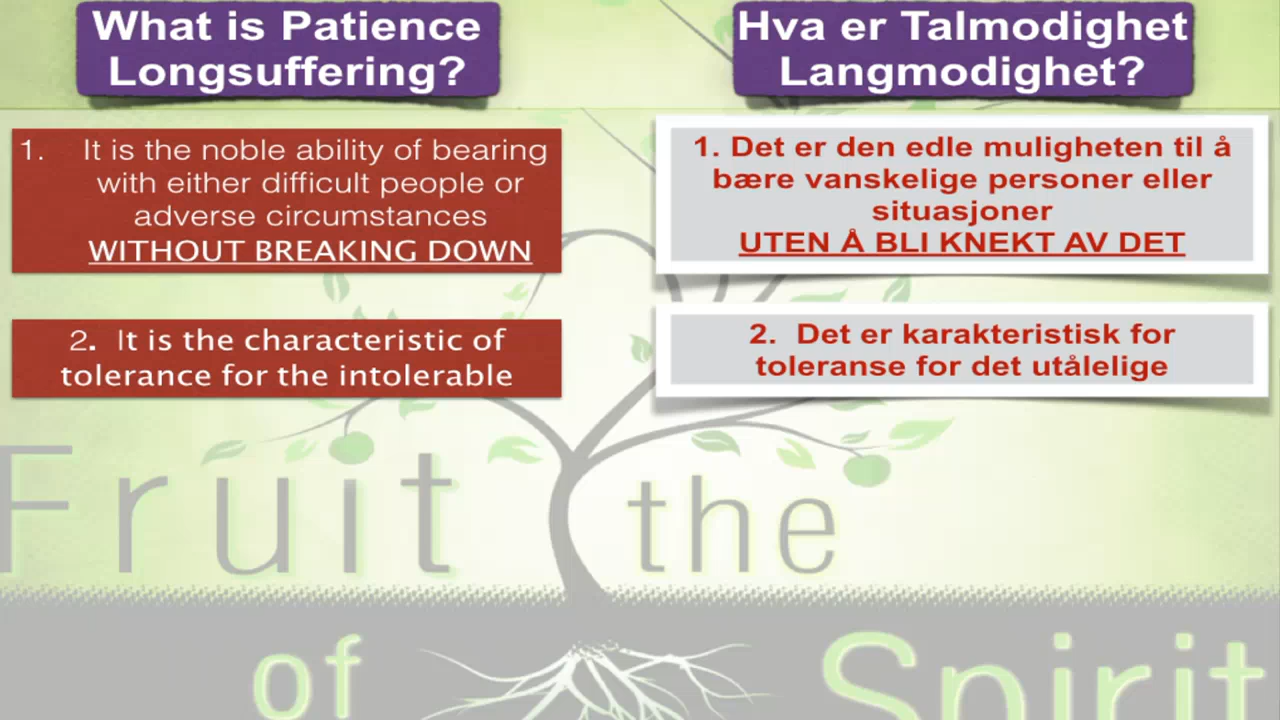 What is Patience
Longsuffering?
1. It is the noble ability of bearing
with either difficult people or
adverse circumstances
WITHOUT BREAKING DOWN
2. It is the characteristic of
tolerance for the intolerable
Hva er Talmodighet
Langmodighet?
1. Det er den edle muligheten til å
bære vanskelige personer eller
situasjoner
UTEN Å BLI KNEKT AV DET
2. Det er karakteristisk for
toleranse for det utålelige
Fruit the
of Spirit